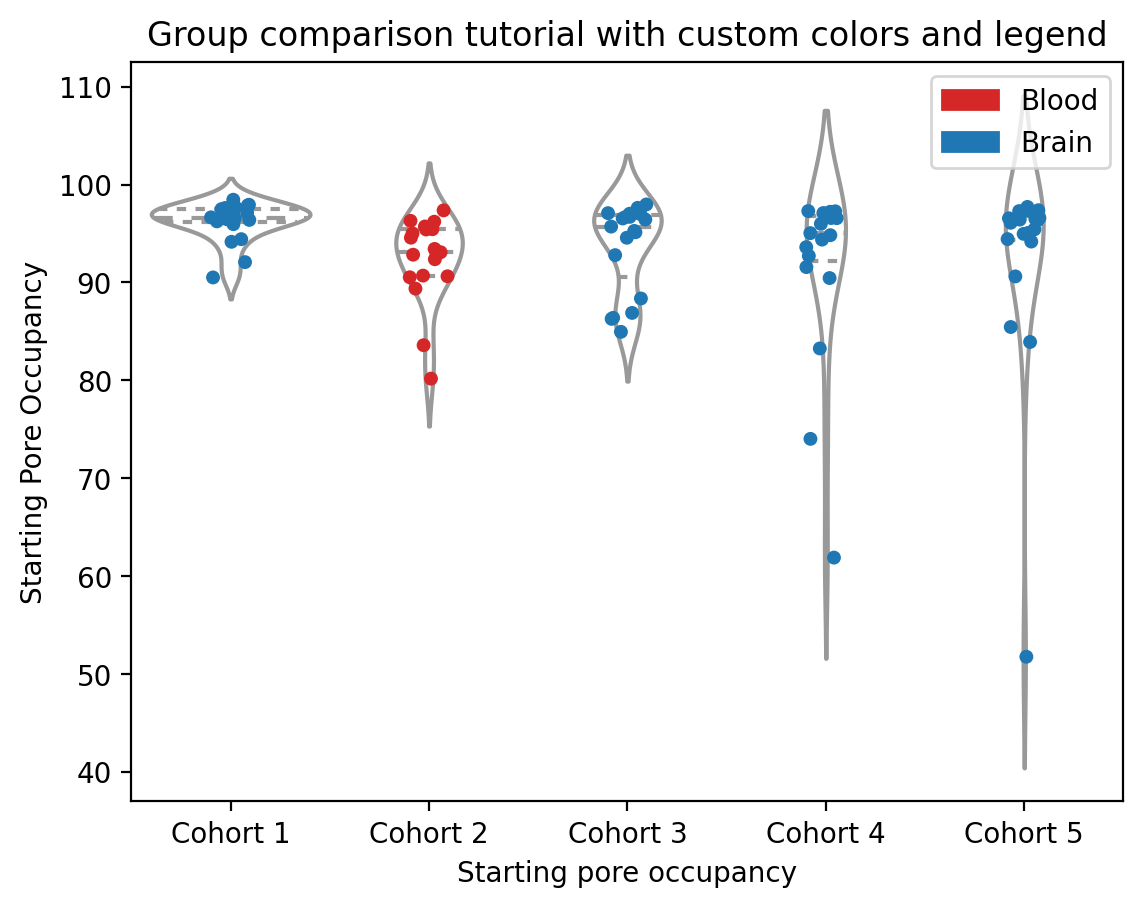 Group comparison tutorial with custom colors and legend
Blood
Brain
110
100
90
80
70
60
50
40
Starting Pore Occupancy
Cohort 1
Cohort 2
Cohort 3
Cohort 4
Cohort 5
Starting pore occupancy